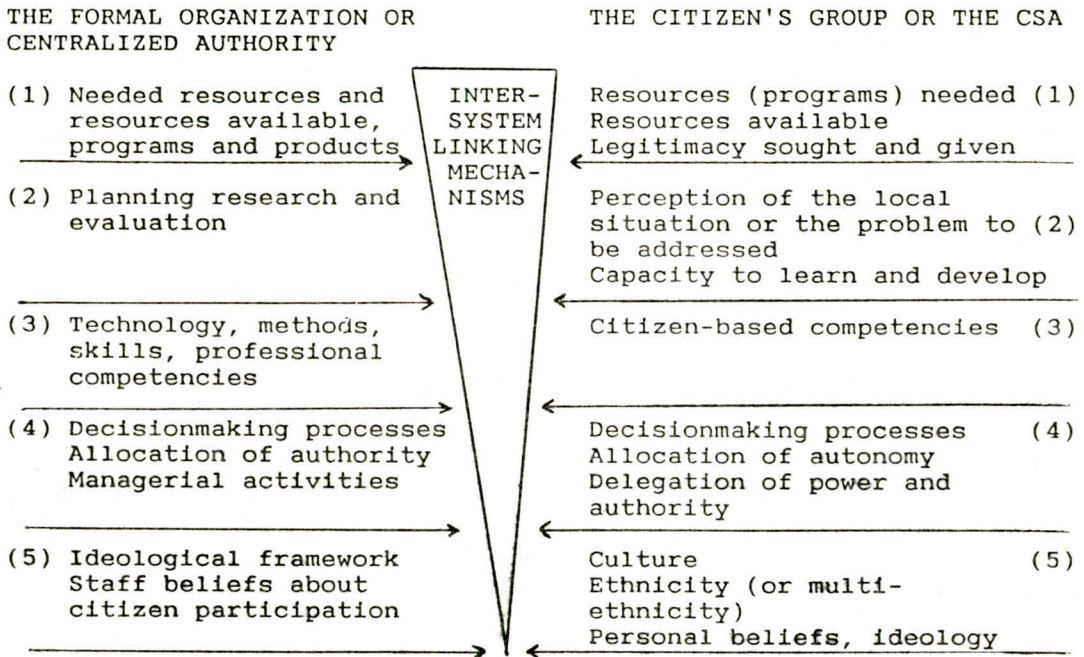 THE FORMAL ORGANIZATION OR
CENTRALIZED AUTHORITY
(1) Needed resources and
resources available,
programs and products
(2) Planning research and
evaluation
(3) Technology, methods,
skills, professional
competencies
(4) Decisionmaking processes
Allocation of authority
Managerial activities
(5) Ideological framework
Staff beliefs about
citizen participation
INTER-
SYSTEM
LINKING
MECHA-
NISMS
THE CITIZEN'S GROUP OR THE CSA
Resources (programs) needed (1)
Resources available
Legitimacy sought and given
Perception of the local
situation or the problem to (2)
be addressed
Capacity to learn and develop
Citizen-based competencies (3)
Decisionmaking processes (4)
Allocation of autonomy
Delegation of power and
authority
Culture (5)
Ethnicity (or multi-
ethnicity)
Personal beliefs, ideology